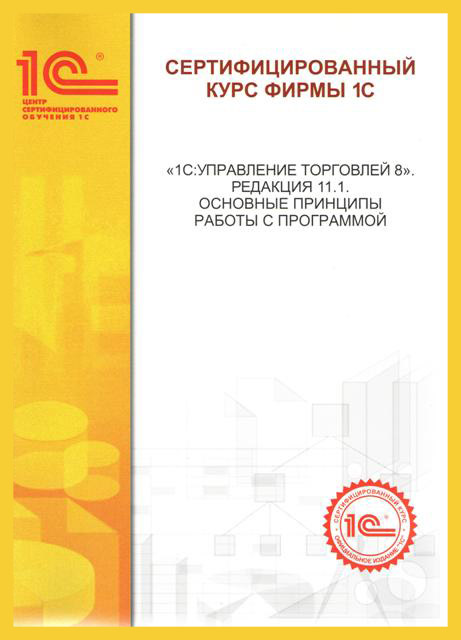 1С®
ЦЕНТР
СЕРТИФИЦИРОВАННОГО
ОБУЧЕНИЯ 1С
СЕРТИФИЦИРОВАННЫЙ
КУРС ФИРМЫ 1С
«1С:УПРАВЛЕНИЕ ТОРГОВЛЕЙ 8».
РЕДАКЦИЯ 11.1.
ОСНОВНЫЕ ПРИНЦИПЫ
РАБОТЫ С ПРОГРАММОЙ
СЕРТИФИЦИРОВАННЫЙ КУРС
1С®
ОФИЦИАЛЬНОЕ ИЗДАНИЕ "1С"